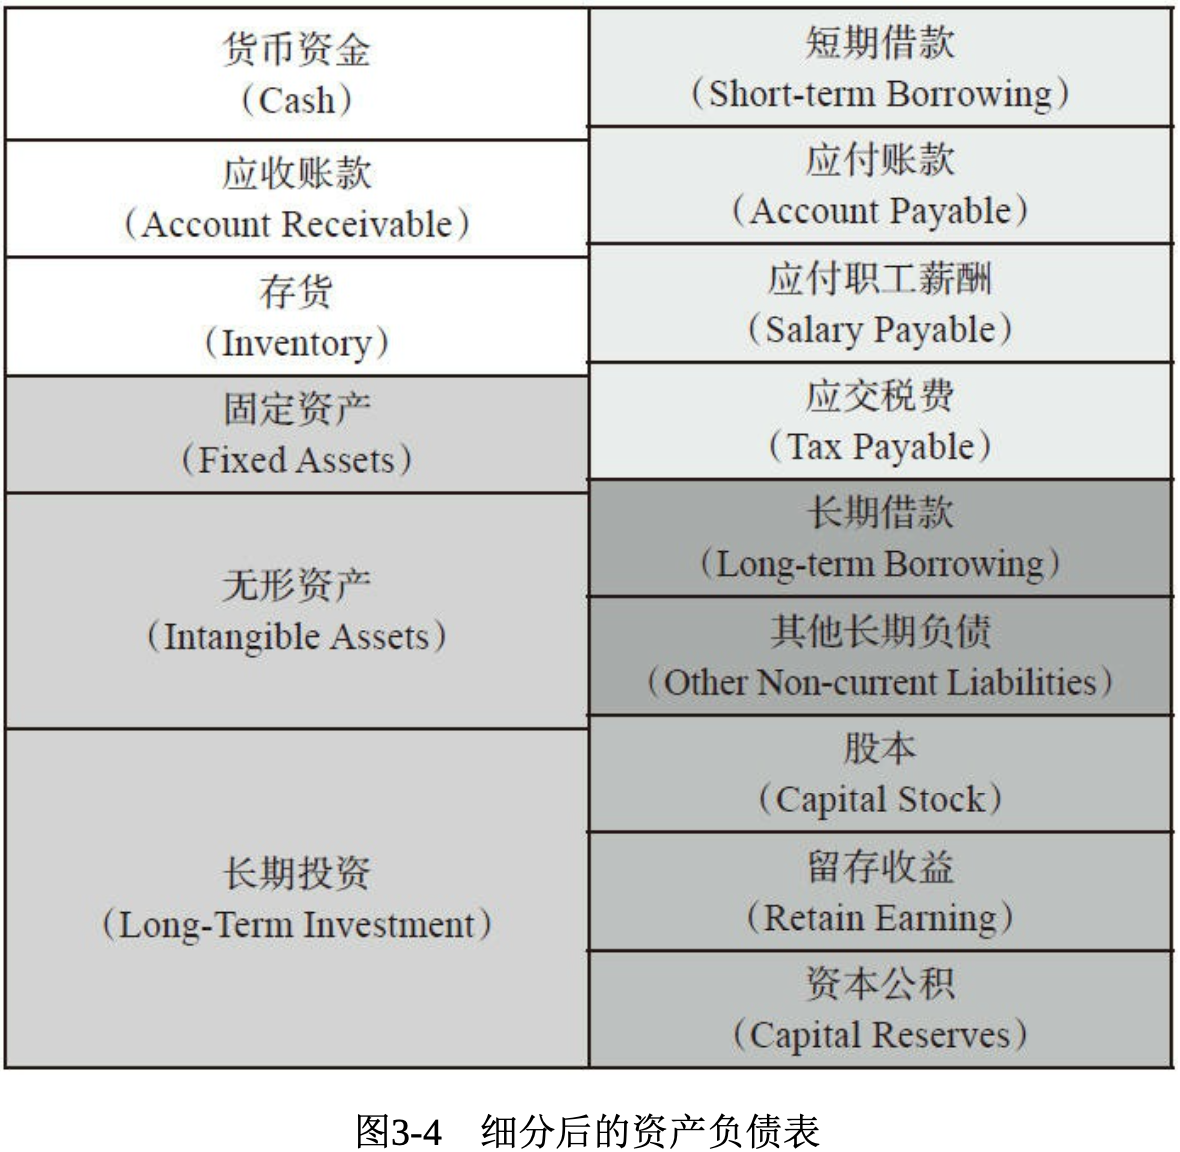 货币资金
（Cash）
应收账款
（Account Receivable）
存货
（Inventory）
固定资产
（Fixed Assets）
无形资产
（Intangible Assets）
长期投资
（Long-Term Investment）
短期借款
（Short-term Borrowing）
应付账款
（Account Payable）
应付职工薪酬
（Salary Payable）
应交税费
（Tax Payable）
长期借款
（Long-term Borrowing）
其他长期负债
（Other Non-current Liabilities）
股本
（Capital Stock）
留存收益
（Retain Earning）
资本公积
（Capital Reserves）
图3-4　细分后的资产负债表